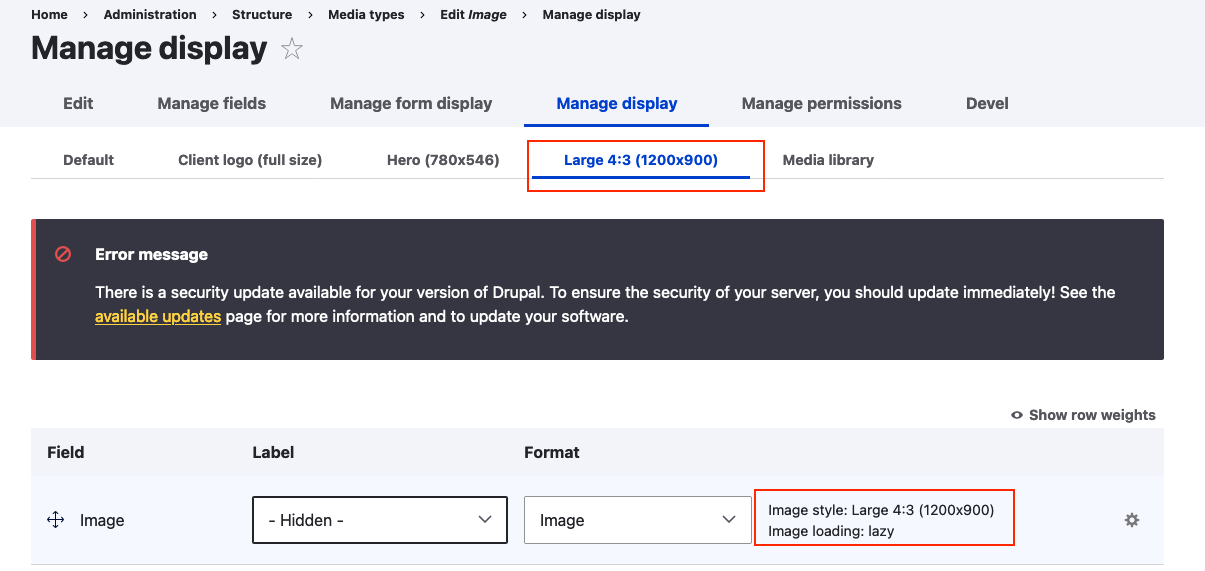 Home › Administration › Structure › Media types › Edit Image › Manage display
Manage display
Edit Manage fields Manage form display Manage display Manage permissions Devel
Default Client logo (full size) Hero (780x546) Large 4:3 (1200x900) Media library
Error message
There is a security update available for your version of Drupal. To ensure the security of your server, you should update immediately! See the
available updates page for more information and to update your software.
Show row weights
Field Label Format
Image - Hidden - Image
Image style: Large 4:3 (1200x900)
Image loading: lazy